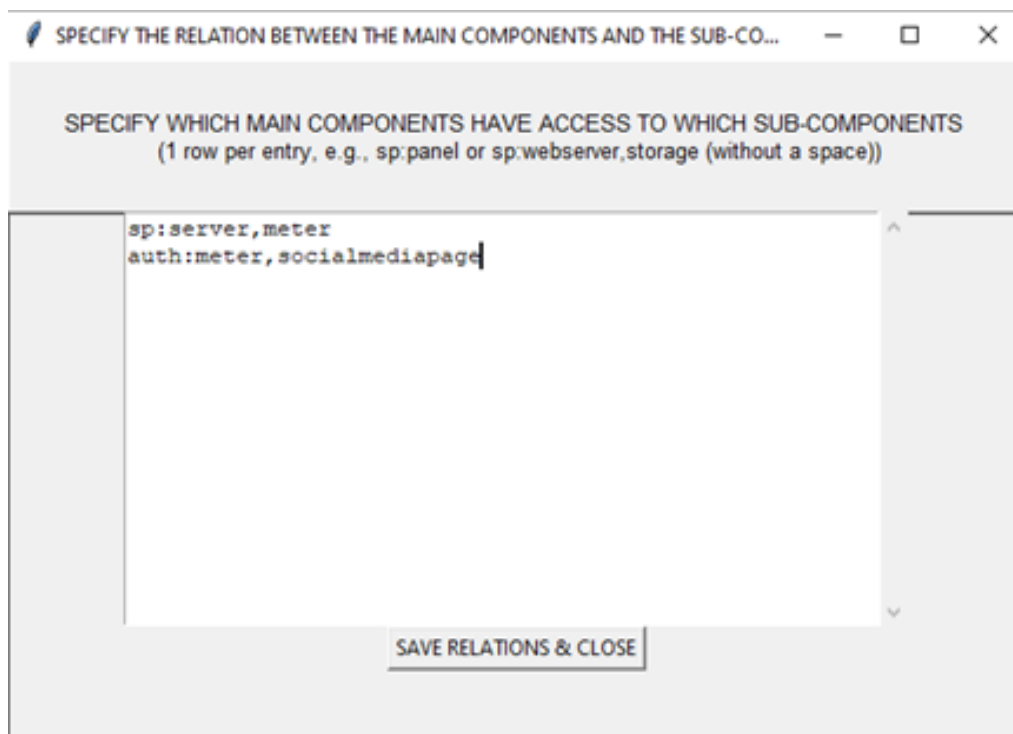 SPECIFY THE RELATION BETWEEN THE MAIN COMPONENTS AND THE SUB-CO...
SPECIFY WHICH MAIN COMPONENTS HAVE ACCESS TO WHICH SUB-COMPONENTS
(1 row per entry, e.g., sp:panel or sp:webserver,storage (without a space))
sp:server,meter
auth:meter,socialmediapage
SAVE RELATIONS & CLOSE